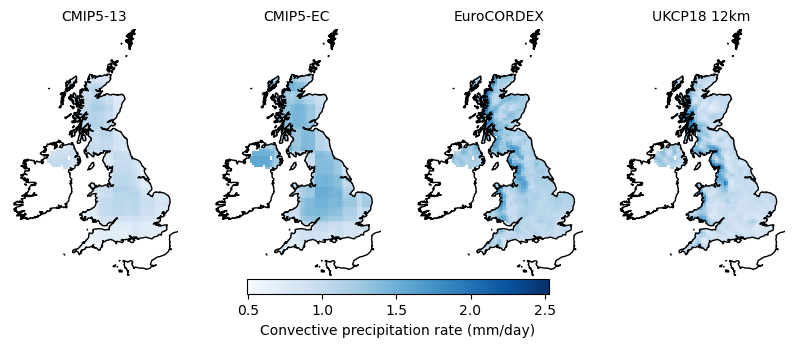 CMIP5-13 CMIP5-EC EuroCORDEX UKCP18 12km
0.5 1.0 1.5 2.0 2.5
Convective precipitation rate (mm/day)